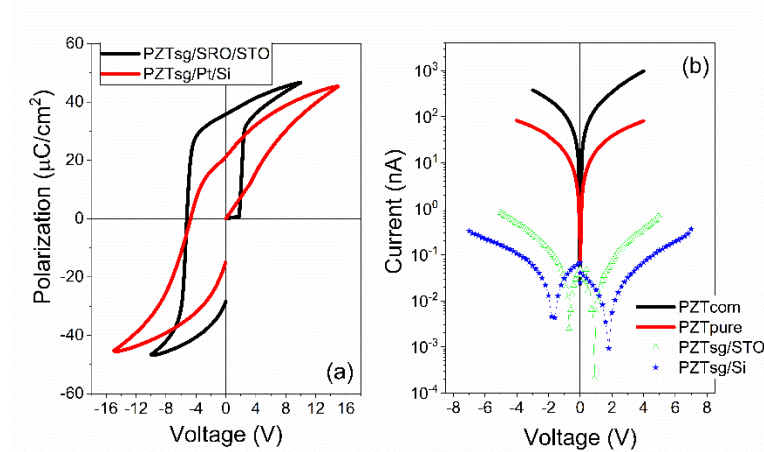 60
40
20
0
-20
-40
-60
Polarization (μC/cm²)
PZTsg/SRO/STO
PZTsg/Pt/Si
(a)
-16 -12 -8 -4 0 4 8 12 16
Voltage (V)
10³
10²
10¹
10⁰
10⁻¹
10⁻²
10⁻³
10⁻⁴
Current (nA)
(b)
PZTcom
PZTpure
PZTsg/STO
PZTsg/Si
-8 -6 -4 -2 0 2 4 6 8
Voltage (V)